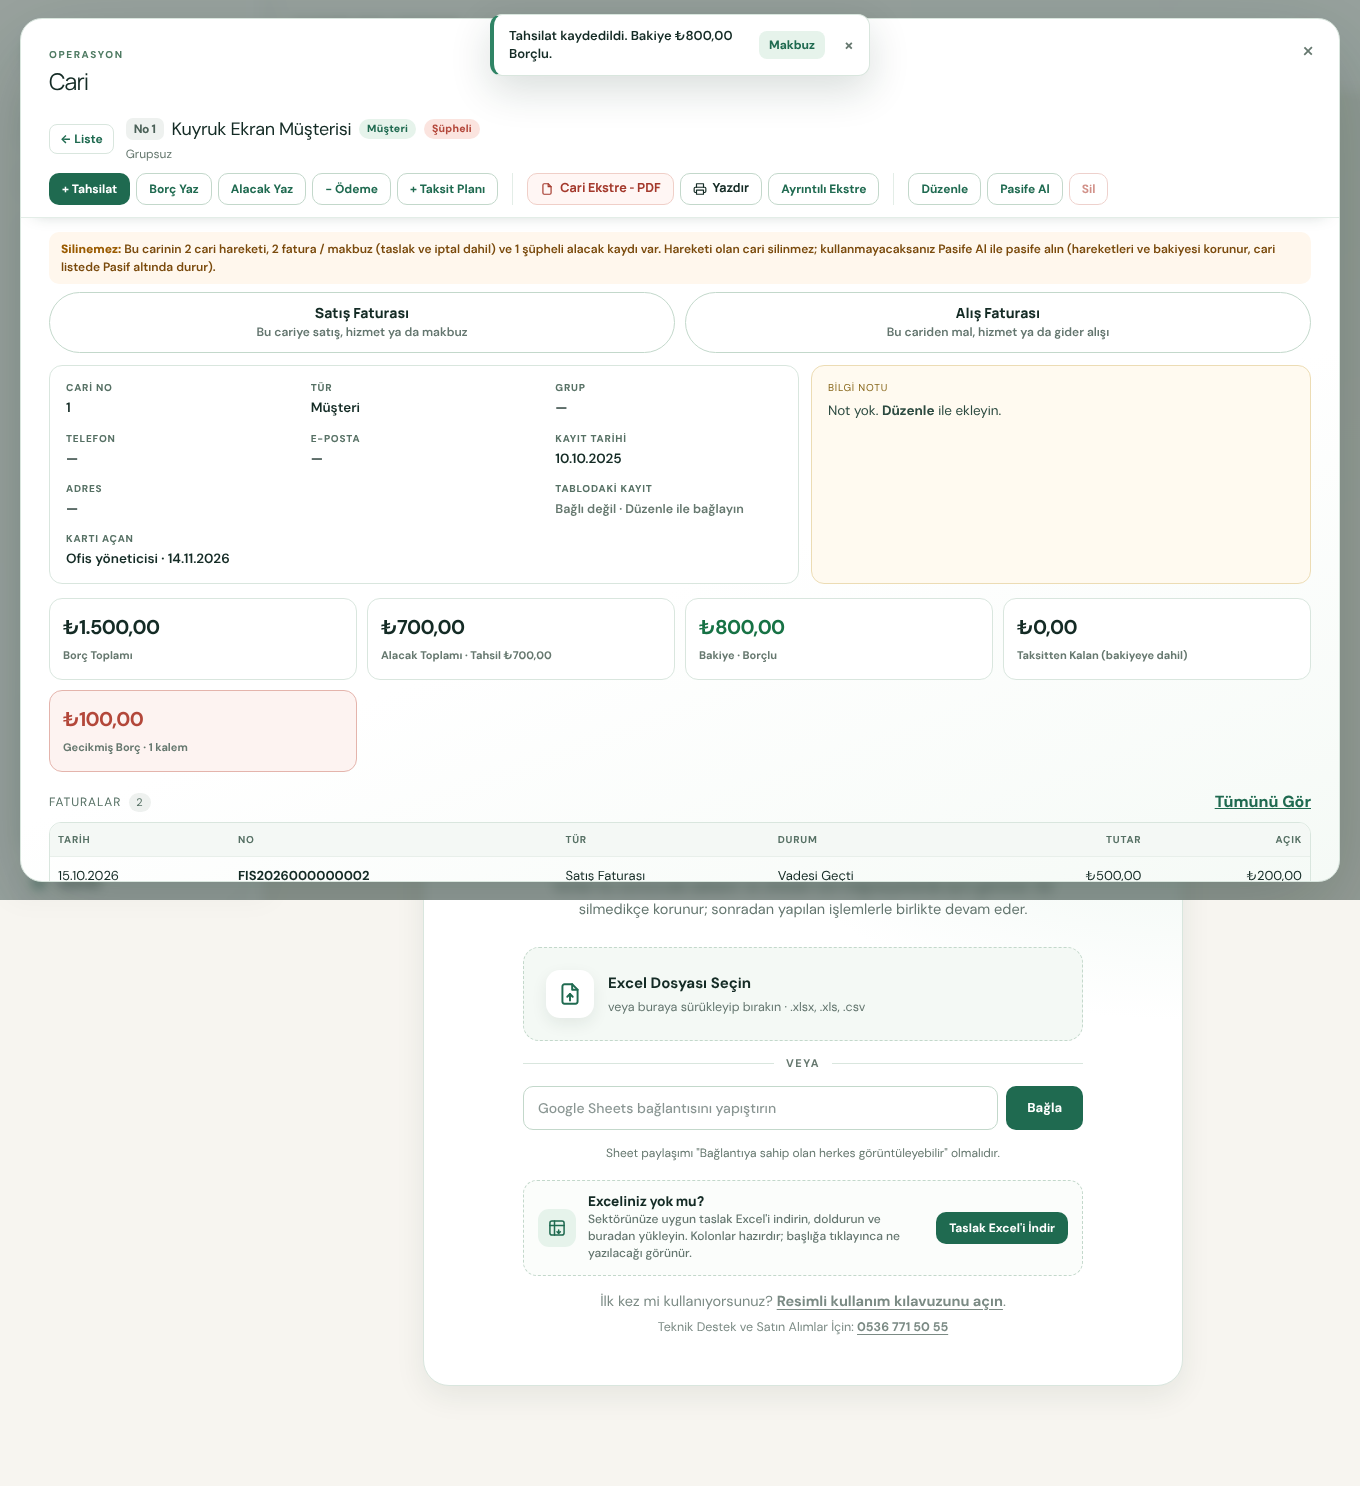 Tahsilat kaydedildi. Bakiye ₺800,00
Borçlu.
Makbuz
×
OPERASYON
×
Cari
← Liste
No 1
Kuyruk Ekran Müşterisi
Müşteri
Şüpheli
Grupsuz
+ Tahsilat
Borç Yaz
Alacak Yaz
- Ödeme
+ Taksit Planı
Cari Ekstre - PDF
Yazdır
Ayrıntılı Ekstre
Düzenle
Pasife Al
Sil
Silinemez: Bu carinin 2 cari hareketi, 2 fatura / makbuz (taslak ve iptal dahil) ve 1 şüpheli alacak kaydı var. Hareketi olan cari silinmez; kullanmayacaksanız Pasife Al ile pasife alın (hareketleri ve bakiyesi korunur, cari
listede Pasif altında durur).
Satış Faturası
Bu cariye satış, hizmet ya da makbuz
Alış Faturası
Bu cariden mal, hizmet ya da gider alışı
CARİ NO
1
TÜR
Müşteri
GRUP
—
TELEFON
—
E-POSTA
—
KAYIT TARİHİ
10.10.2025
ADRES
—
TABLODAKİ KAYIT
Bağlı değil · Düzenle ile bağlayın
KARTI AÇAN
Ofis yöneticisi · 14.11.2026
BİLGİ NOTU
Not yok. Düzenle ile ekleyin.
₺1.500,00
Borç Toplamı
₺700,00
Alacak Toplamı · Tahsil ₺700,00
₺800,00
Bakiye · Borçlu
₺0,00
Taksitten Kalan (bakiyeye dahil)
₺100,00
Gecikmiş Borç · 1 kalem
FATURALAR 2
Tümünü Gör
TARİH NO TÜR DURUM TUTAR AÇIK
15.10.2026 FIS2026000000002 Satış Faturası Vadesi Geçti ₺500,00 ₺200,00
silmedikçe korunur; sonradan yapılan işlemlerle birlikte devam eder.
Excel Dosyası Seçin
veya buraya sürükleyip bırakın · .xlsx, .xls, .csv
VEYA
Google Sheets bağlantısını yapıştırın
Bağla
Sheet paylaşımı "Bağlantıya sahip olan herkes görüntüleyebilir" olmalıdır.
Exceliniz yok mu?
Sektörünüze uygun taslak Excel'i indirin, doldurun ve
buradan yükleyin. Kolonlar hazırdır; başlığa tıklayınca ne
yazılacağı görünür.
Taslak Excel'i İndir
İlk kez mi kullanıyorsunuz? Resimli kullanım kılavuzunu açın.
Teknik Destek ve Satın Alımlar İçin: 0536 771 50 55